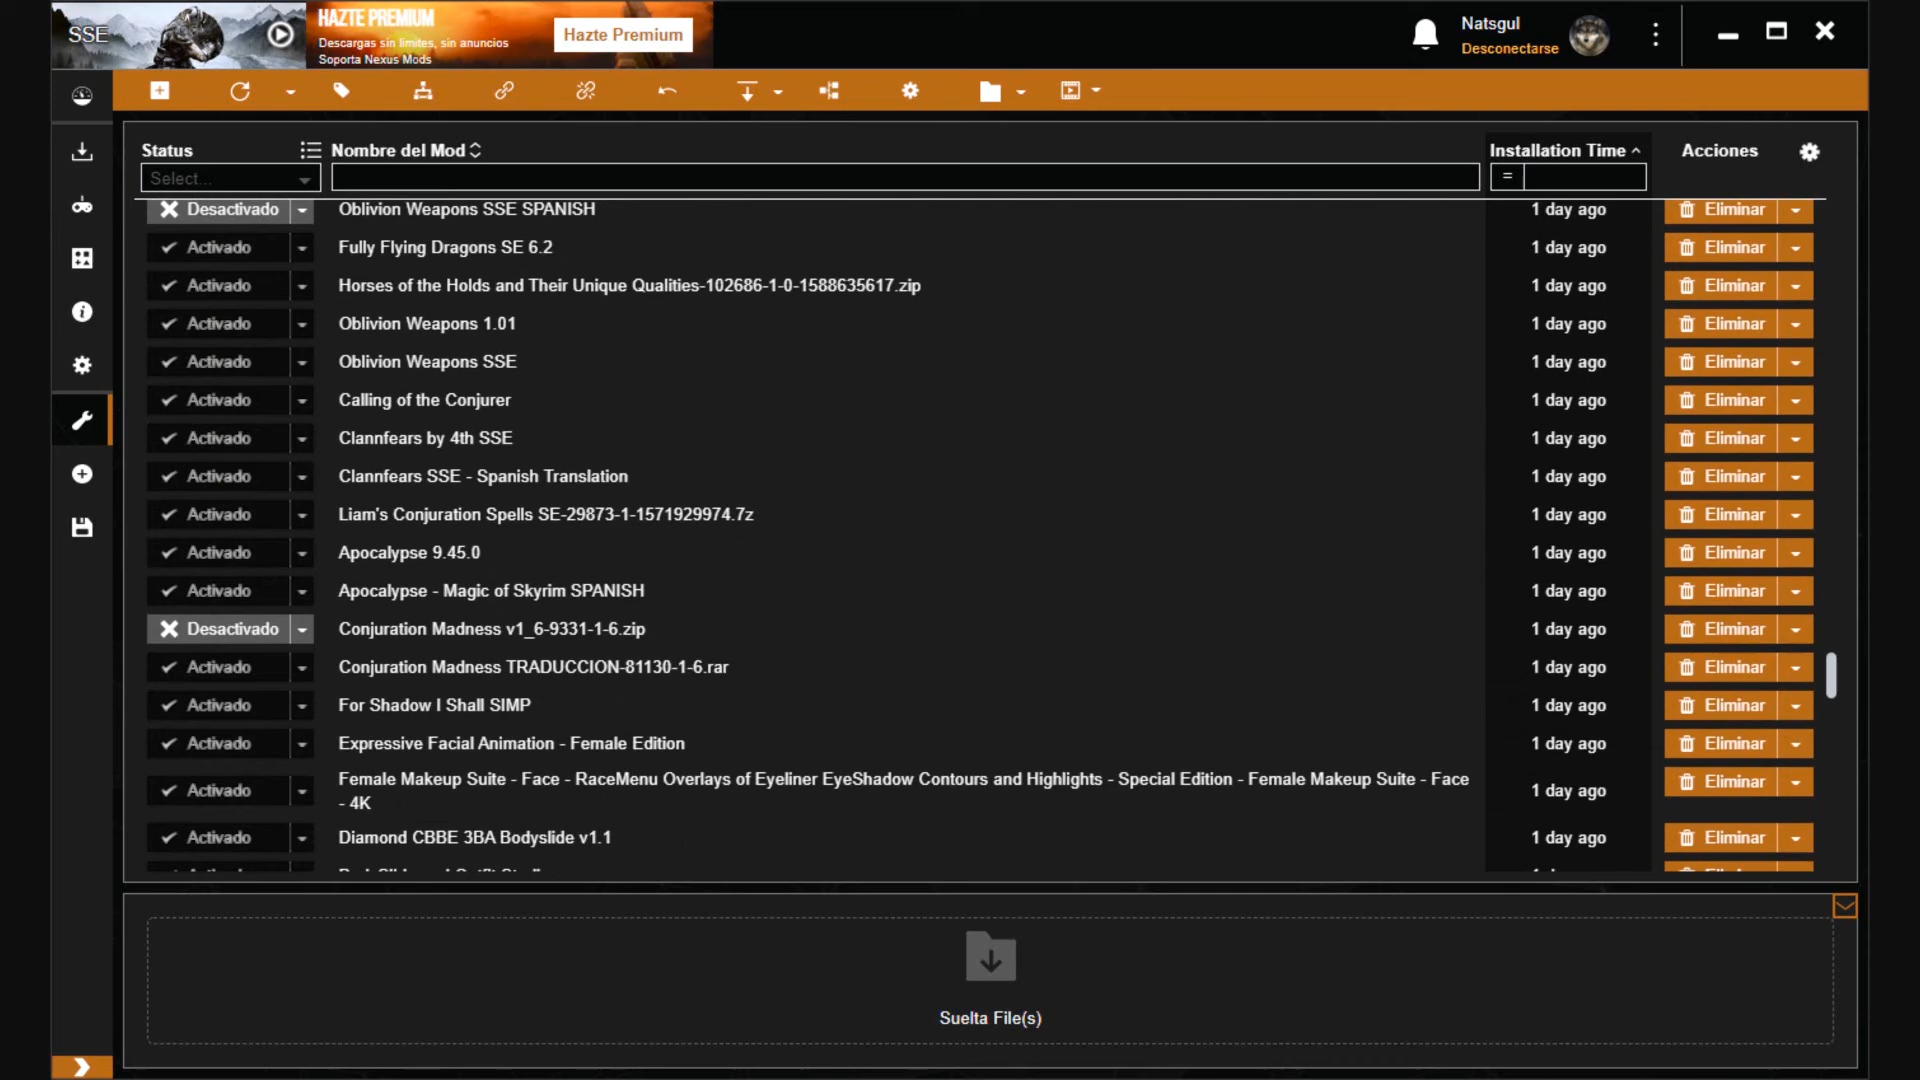 SSE
HAZTE PREMIUM
Descargas sin limites, sin anuncios
Soporta Nexus Mods
Hazte Premium
Natsgul
Desconectarse
Status
Nombre del Mod
Installation Time
Acciones
Select...
=
Desactivado Oblivion Weapons SSE SPANISH 1 day ago Eliminar
Activado Fully Flying Dragons SE 6.2 1 day ago Eliminar
Activado Horses of the Holds and Their Unique Qualities-102686-1-0-1588635617.zip 1 day ago Eliminar
Activado Oblivion Weapons 1.01 1 day ago Eliminar
Activado Oblivion Weapons SSE 1 day ago Eliminar
Activado Calling of the Conjurer 1 day ago Eliminar
Activado Clannfears by 4th SSE 1 day ago Eliminar
Activado Clannfears SSE - Spanish Translation 1 day ago Eliminar
Activado Liam's Conjuration Spells SE-29873-1-1571929974.7z 1 day ago Eliminar
Activado Apocalypse 9.45.0 1 day ago Eliminar
Activado Apocalypse - Magic of Skyrim SPANISH 1 day ago Eliminar
Desactivado Conjuration Madness v1_6-9331-1-6.zip 1 day ago Eliminar
Activado Conjuration Madness TRADUCCION-81130-1-6.rar 1 day ago Eliminar
Activado For Shadow I Shall SIMP 1 day ago Eliminar
Activado Expressive Facial Animation - Female Edition 1 day ago Eliminar
Activado Female Makeup Suite - Face - RaceMenu Overlays of Eyeliner EyeShadow Contours and Highlights - Special Edition - Female Makeup Suite - Face 1 day ago Eliminar
- 4K
Activado Diamond CBBE 3BA Bodyslide v1.1 1 day ago Eliminar
Suelta File(s)